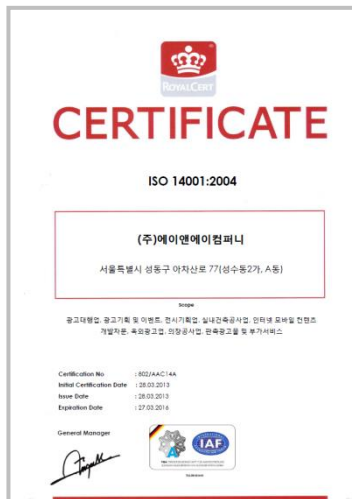 ROYALCERT
CERTIFICATE
ISO 14001:2004
(주)에이앤에이컴퍼니
서울특별시 성동구 아차산로 77(성수동2가, A동)
Scope
광고대행업, 광고기획 및 이벤트, 전시기획업, 실내건축공사업, 인터넷 모바일 컨텐츠
개발자문, 옥외광고업, 의장공사업, 판촉광고물 및 부가서비스
Certification No : 802/AAC14A
Initial Certification Date : 28.03.2013
Issue Date : 28.03.2013
Expiration Date : 27.03.2016
General Manager
IAF